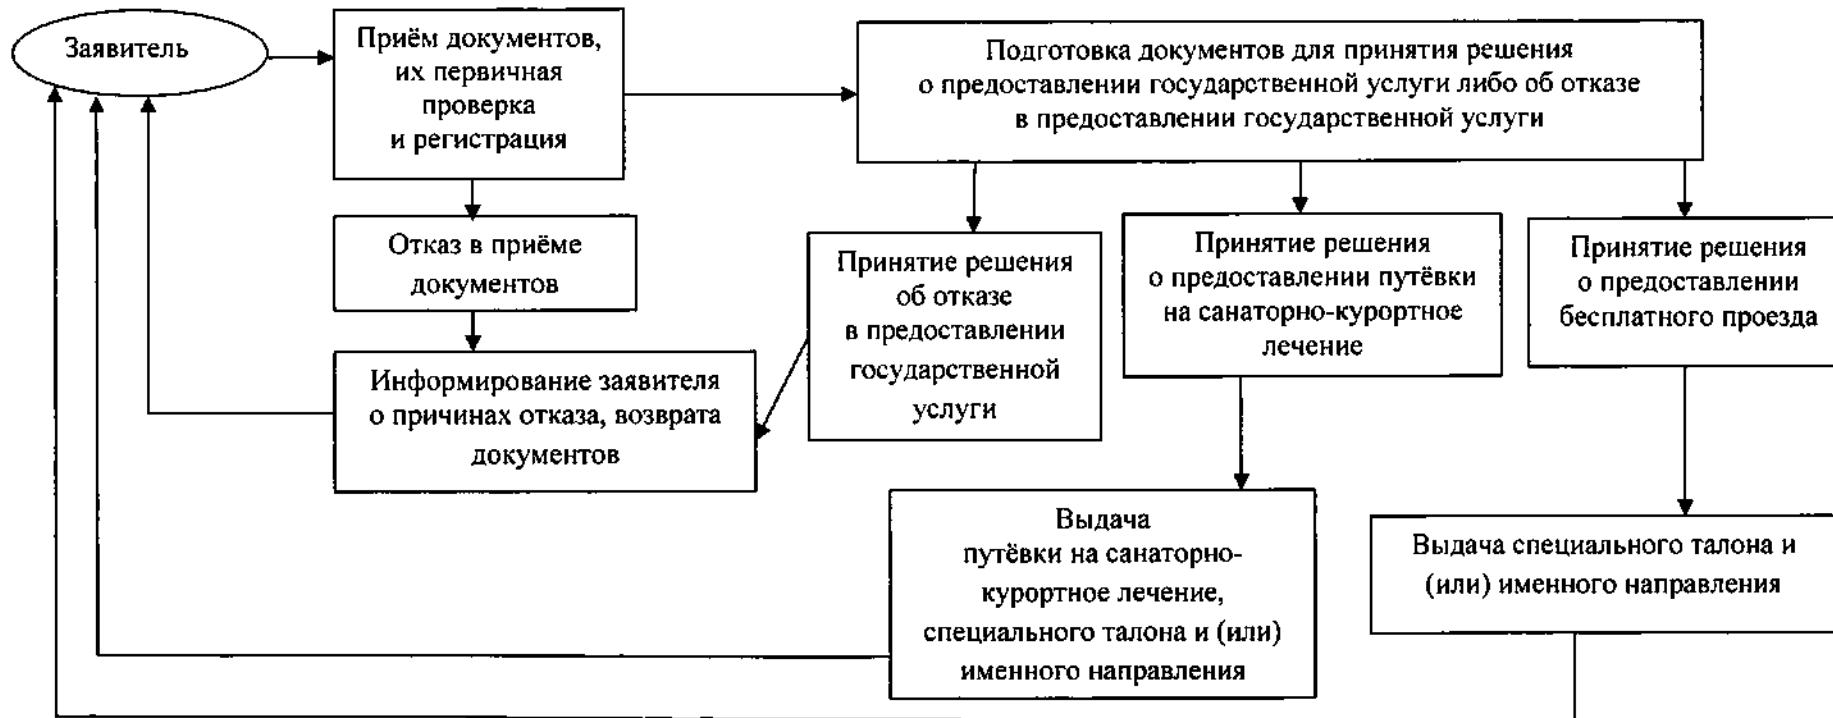 Заявитель
Приём документов,
их первичная
проверка
и регистрация
Подготовка документов для принятия решения
о предоставлении государственной услуги либо об отказе
в предоставлении государственной услуги
Отказ в приёме
документов
Принятие решения
об отказе
в предоставлении
государственной
услуги
Принятие решения
о предоставлении путёвки
на санаторно-курортное
лечение
Принятие решения
о предоставлении
бесплатного проезда
Информирование заявителя
о причинах отказа, возврата
документов
Выдача
путёвки на санаторно-
курортное лечение,
специального талона и (или)
именного направления
Выдача специального талона и
(или) именного направления